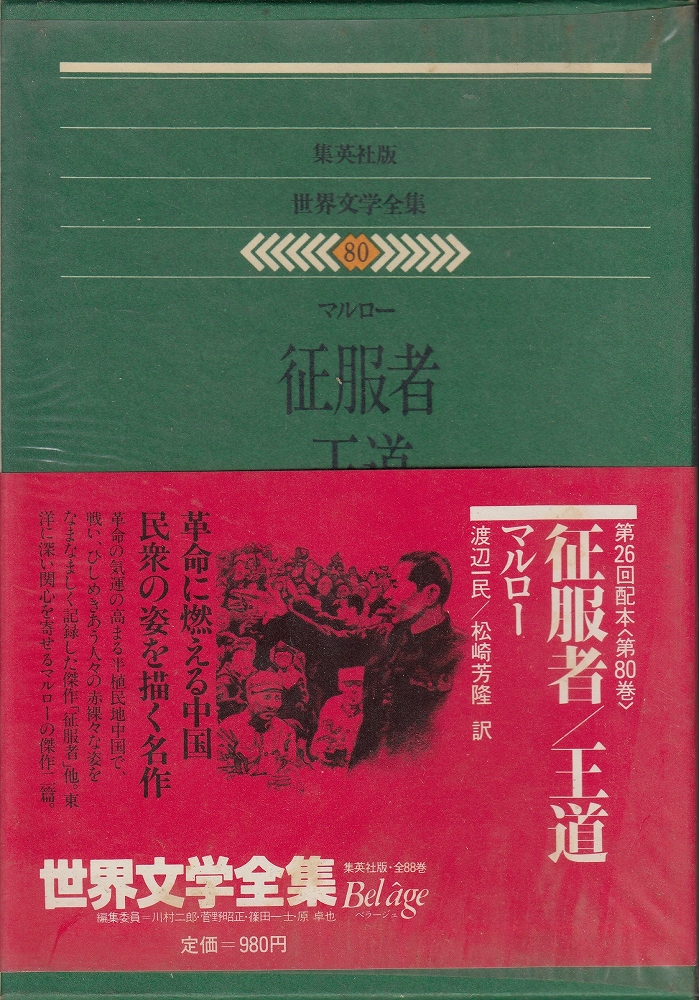 集英社版
世界文学全集
80
マルロー
征服者
王道
第26回配本〈第80巻〉
征服者／王道
マルロー
渡辺一民／松崎芳隆 訳
革命に燃える中国
民衆の姿を描く名作
革命の気運の高まる半植民地中国で、
戦い、ひしめきあう人々の赤裸々な姿を
なまなましく記録した傑作「征服者」他。東
洋に深い関心を寄せるマルローの傑作二篇。
世界文学全集
集英社版・全88巻
Bel âge
ベラージュ
編集委員＝川村二郎・菅野昭正・篠田一士・原 卓也
定価＝980円